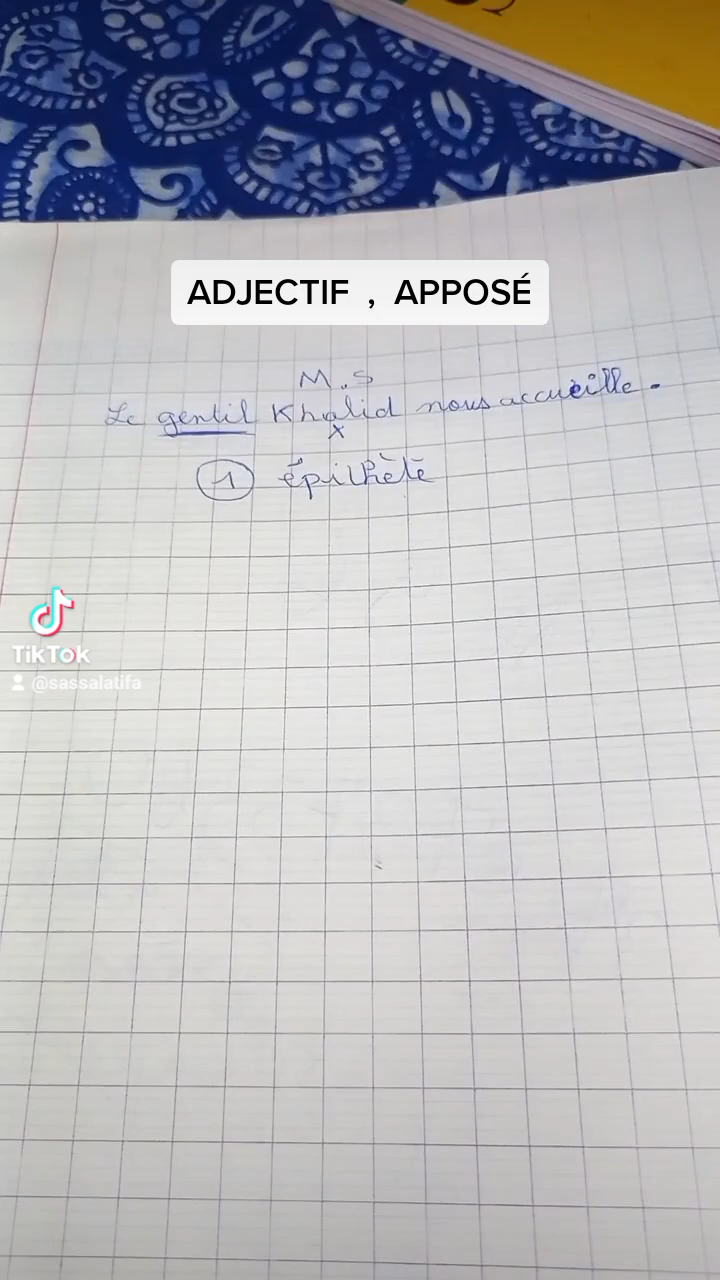 ADJECTIF , APPOSÉ
M.S
Le gentil Khalid nous accueille.
x
1 épithète
TikTok
@sassalatifa